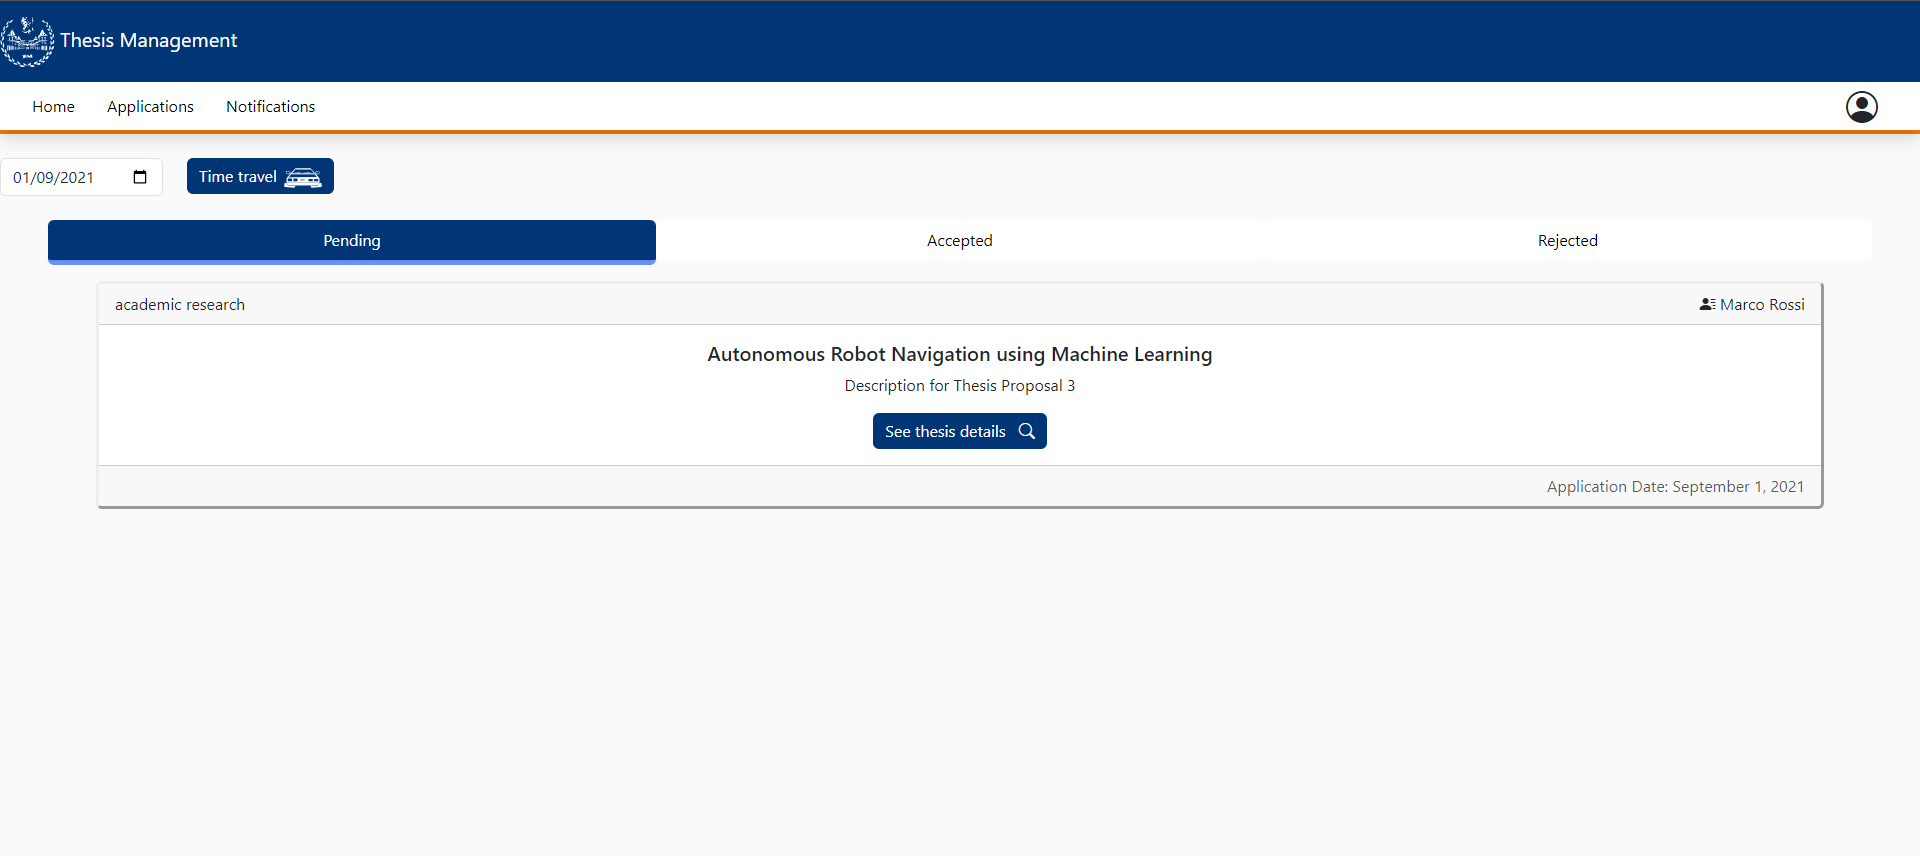 Thesis Management
Home Applications Notifications
01/09/2021 Time travel
Pending Accepted Rejected
academic research Marco Rossi
Autonomous Robot Navigation using Machine Learning
Description for Thesis Proposal 3
See thesis details
Application Date: September 1, 2021